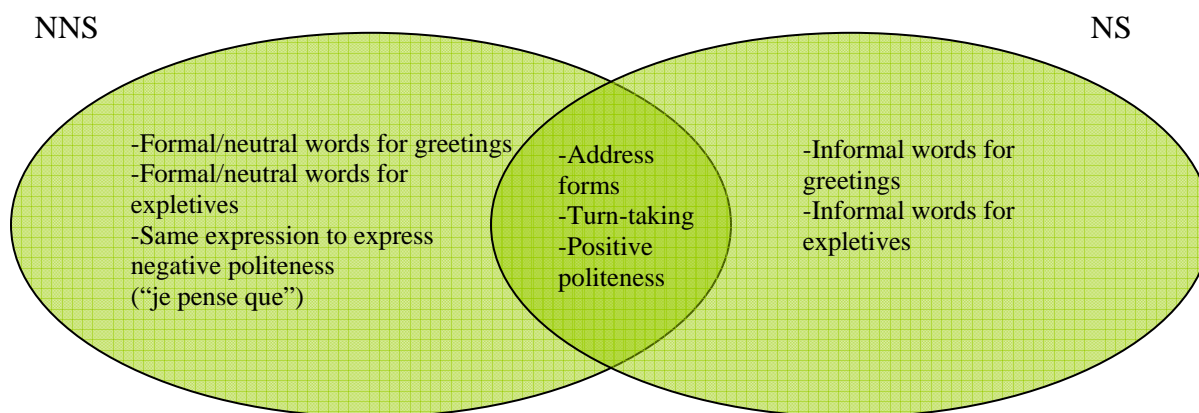 NNS
NS
-Formal/neutral words for greetings
-Formal/neutral words for
expletives
-Same expression to express
negative politeness
(“je pense que”)
-Address
forms
-Turn-taking
-Positive
politeness
-Informal words for
greetings
-Informal words for
expletives